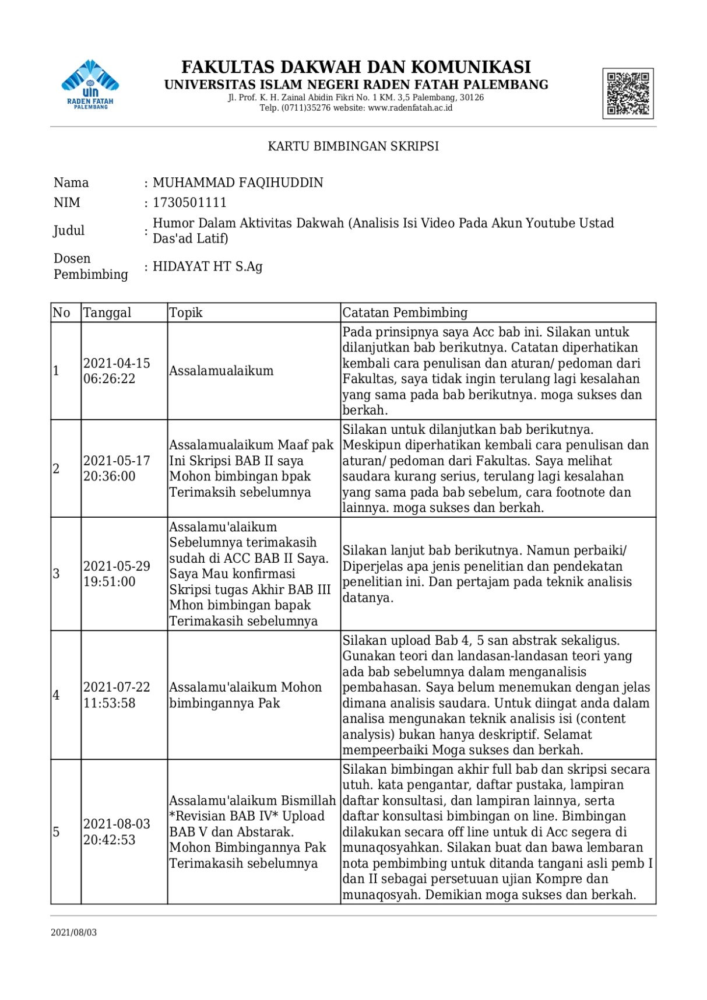 uin
RADEN FATAH
PALEMBANG
FAKULTAS DAKWAH DAN KOMUNIKASI
UNIVERSITAS ISLAM NEGERI RADEN FATAH PALEMBANG
Jl. Prof. K. H. Zainal Abidin Fikri No. 1 KM. 3,5 Palembang, 30126
Telp. (0711)35276 website: www.radenfatah.ac.id
KARTU BIMBINGAN SKRIPSI
Nama : MUHAMMAD FAQIHUDDIN
NIM : 1730501111
Judul : Humor Dalam Aktivitas Dakwah (Analisis Isi Video Pada Akun Youtube Ustad
Das'ad Latif)
Dosen
Pembimbing : HIDAYAT HT S.Ag
No Tanggal Topik Catatan Pembimbing
1
2021-04-15
06:26:22
Assalamualaikum
Pada prinsipnya saya Acc bab ini. Silakan untuk
dilanjutkan bab berikutnya. Catatan diperhatikan
kembali cara penulisan dan aturan/ pedoman dari
Fakultas, saya tidak ingin terulang lagi kesalahan
yang sama pada bab berikutnya. moga sukses dan
berkah.
2
2021-05-17
20:36:00
Assalamualaikum Maaf pak
Ini Skripsi BAB II saya
Mohon bimbingan bpak
Terimaksih sebelumnya
Silakan untuk dilanjutkan bab berikutnya.
Meskipun diperhatikan kembali cara penulisan dan
aturan/ pedoman dari Fakultas. Saya melihat
saudara kurang serius, terulang lagi kesalahan
yang sama pada bab sebelum, cara footnote dan
lainnya. moga sukses dan berkah.
3
2021-05-29
19:51:00
Assalamu'alaikum
Sebelumnya terimakasih
sudah di ACC BAB II Saya.
Saya Mau konfirmasi
Skripsi tugas Akhir BAB III
Mhon bimbingan bapak
Terimakasih sebelumnya
Silakan lanjut bab berikutnya. Namun perbaiki/
Diperjelas apa jenis penelitian dan pendekatan
penelitian ini. Dan pertajam pada teknik analisis
datanya.
4
2021-07-22
11:53:58
Assalamu'alaikum Mohon
bimbingannya Pak
Silakan upload Bab 4, 5 san abstrak sekaligus.
Gunakan teori dan landasan-landasan teori yang
ada bab sebelumnya dalam menganalisis
pembahasan. Saya belum menemukan dengan jelas
dimana analisis saudara. Untuk diingat anda dalam
analisa mengunakan teknik analisis isi (content
analysis) bukan hanya deskriptif. Selamat
mempeerbaiki Moga sukses dan berkah.
5
2021-08-03
20:42:53
Assalamu'alaikum Bismillah
*Revisian BAB IV* Upload
BAB V dan Abstarak.
Mohon Bimbingannya Pak
Terimakasih sebelumnya
Silakan bimbingan akhir full bab dan skripsi secara
utuh. kata pengantar, daftar pustaka, lampiran
daftar konsultasi, dan lampiran lainnya, serta
daftar konsultasi bimbingan on line. Bimbingan
dilakukan secara off line untuk di Acc segera di
munaqosyahkan. Silakan buat dan bawa lembaran
nota pembimbing untuk ditanda tangani asli pemb I
dan II sebagai persetuuan ujian Kompre dan
munaqosyah. Demikian moga sukses dan berkah.
2021/08/03